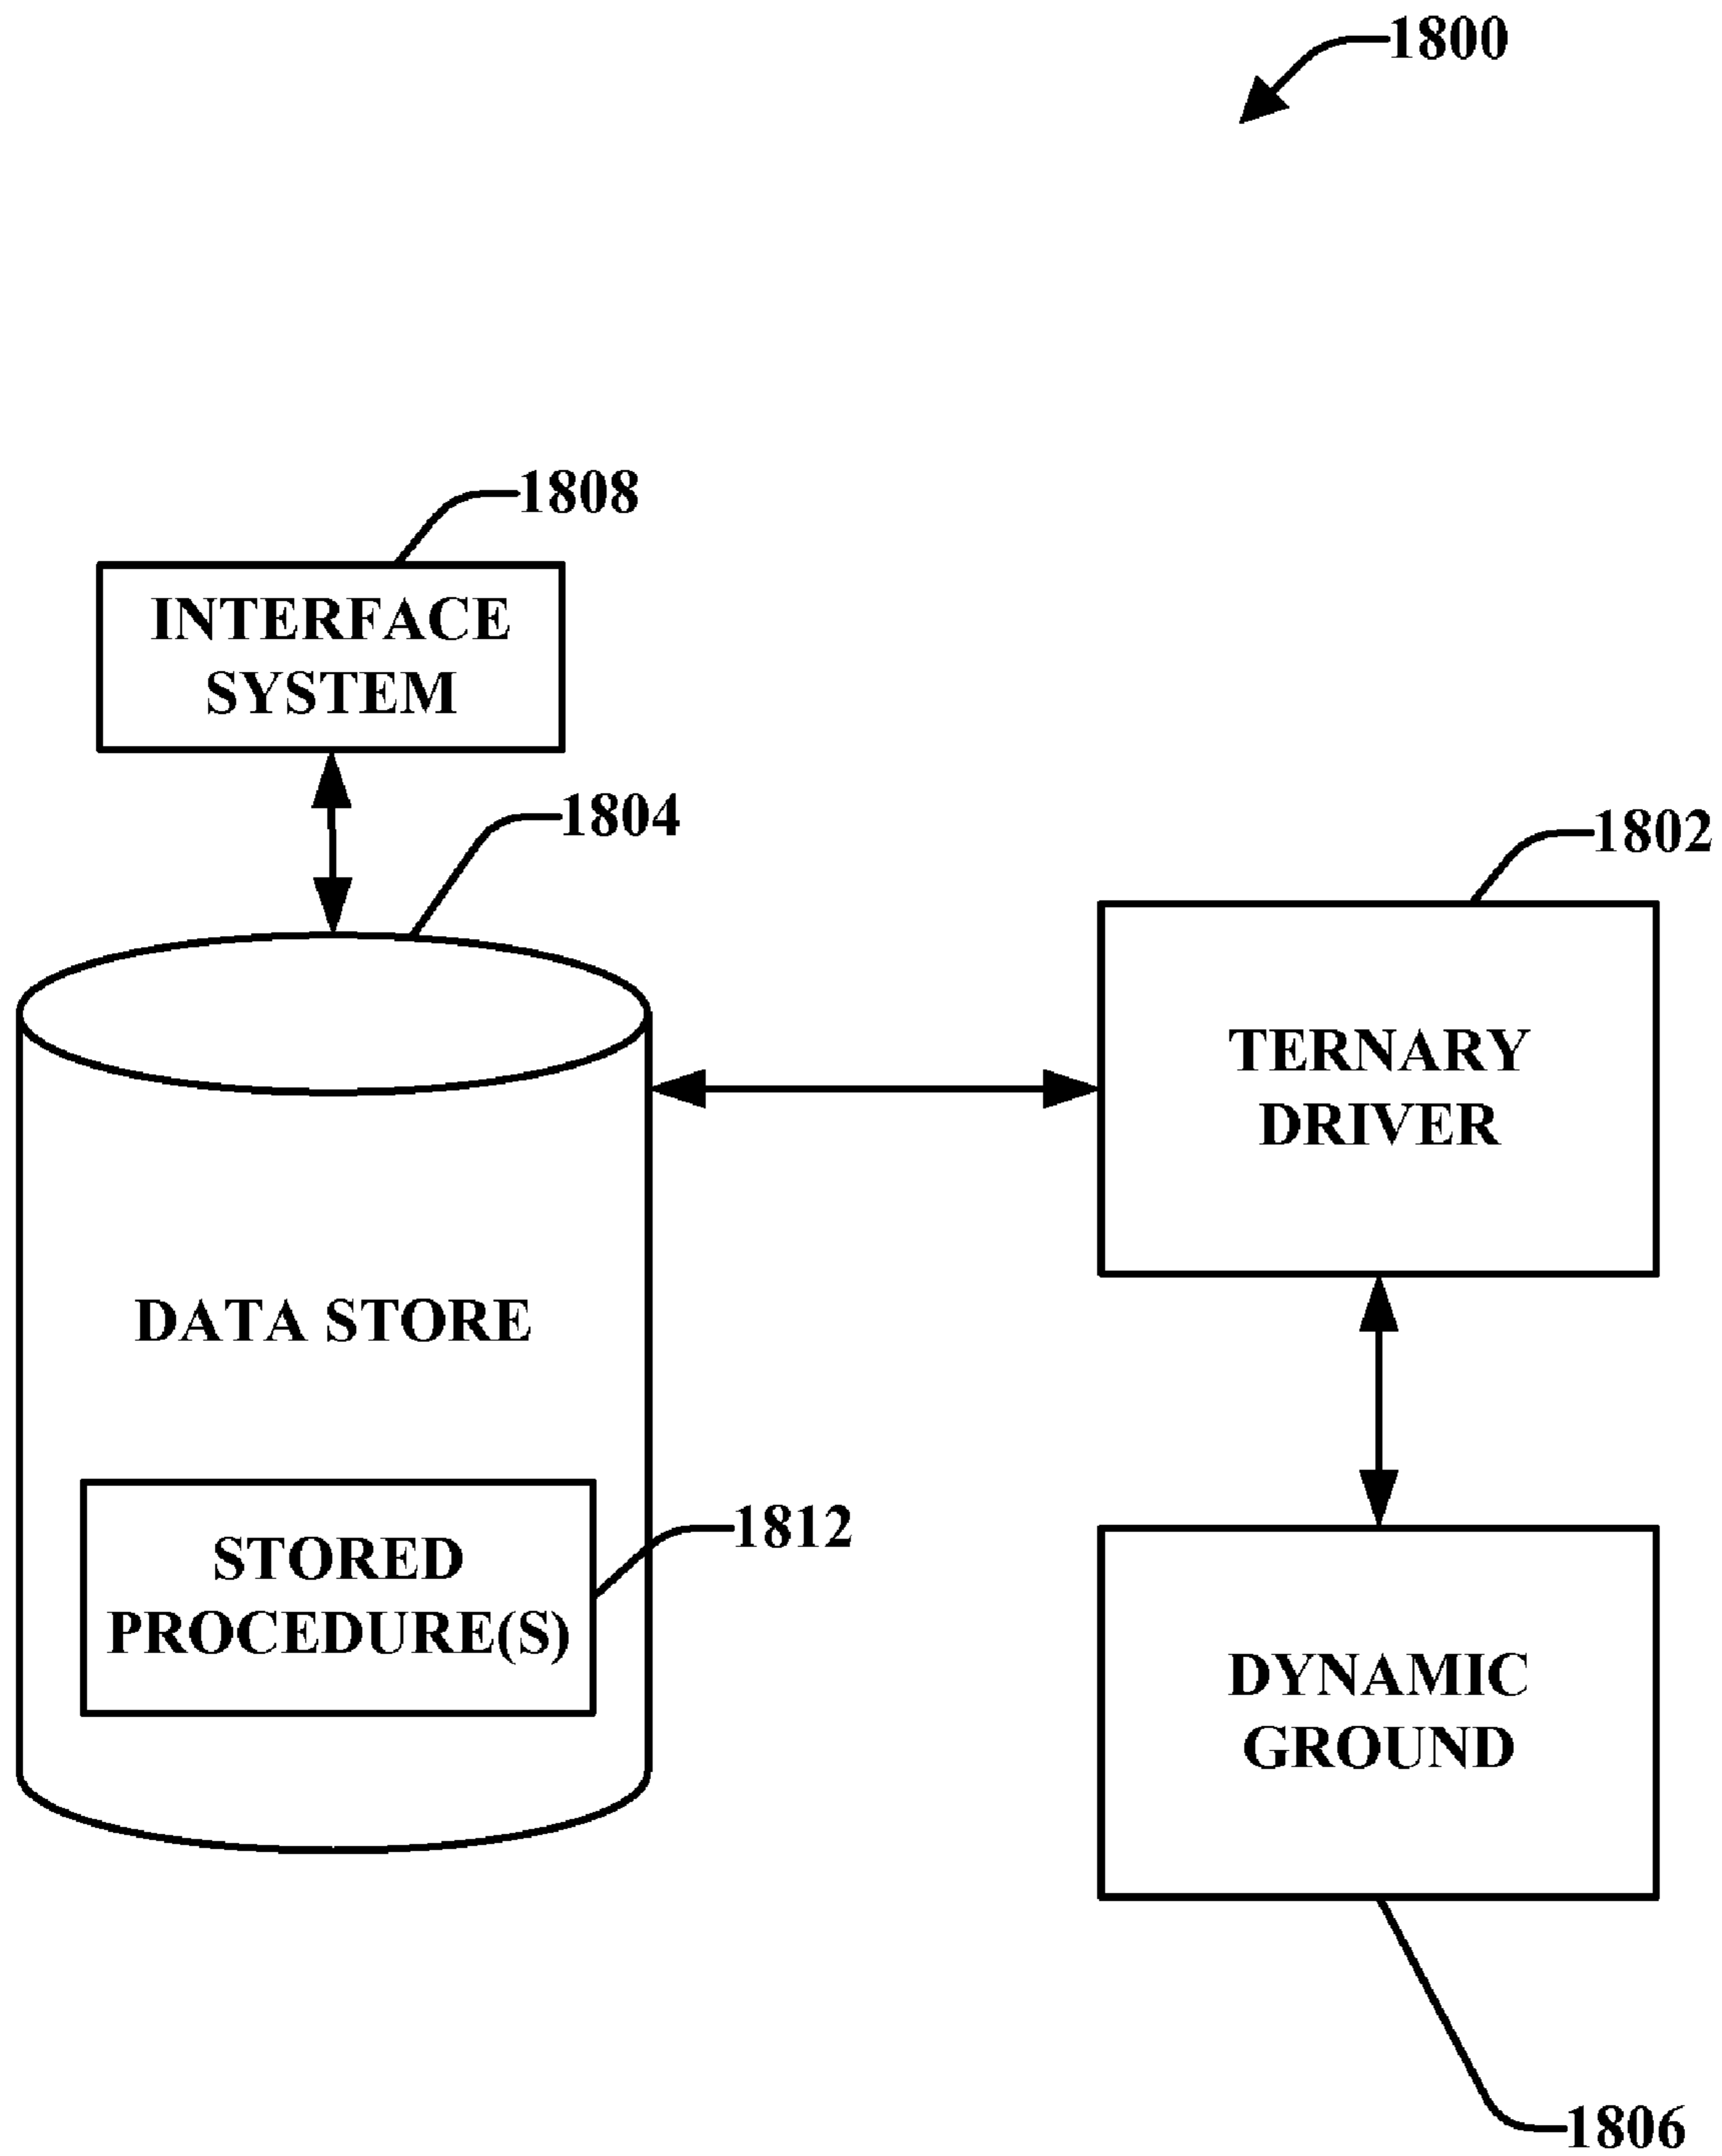 1800
1808
INTERFACE
SYSTEM
1804
1802
TERNARY
DRIVER
DATA STORE
1812
STORED
PROCEDURE(S)
DYNAMIC
GROUND
1806